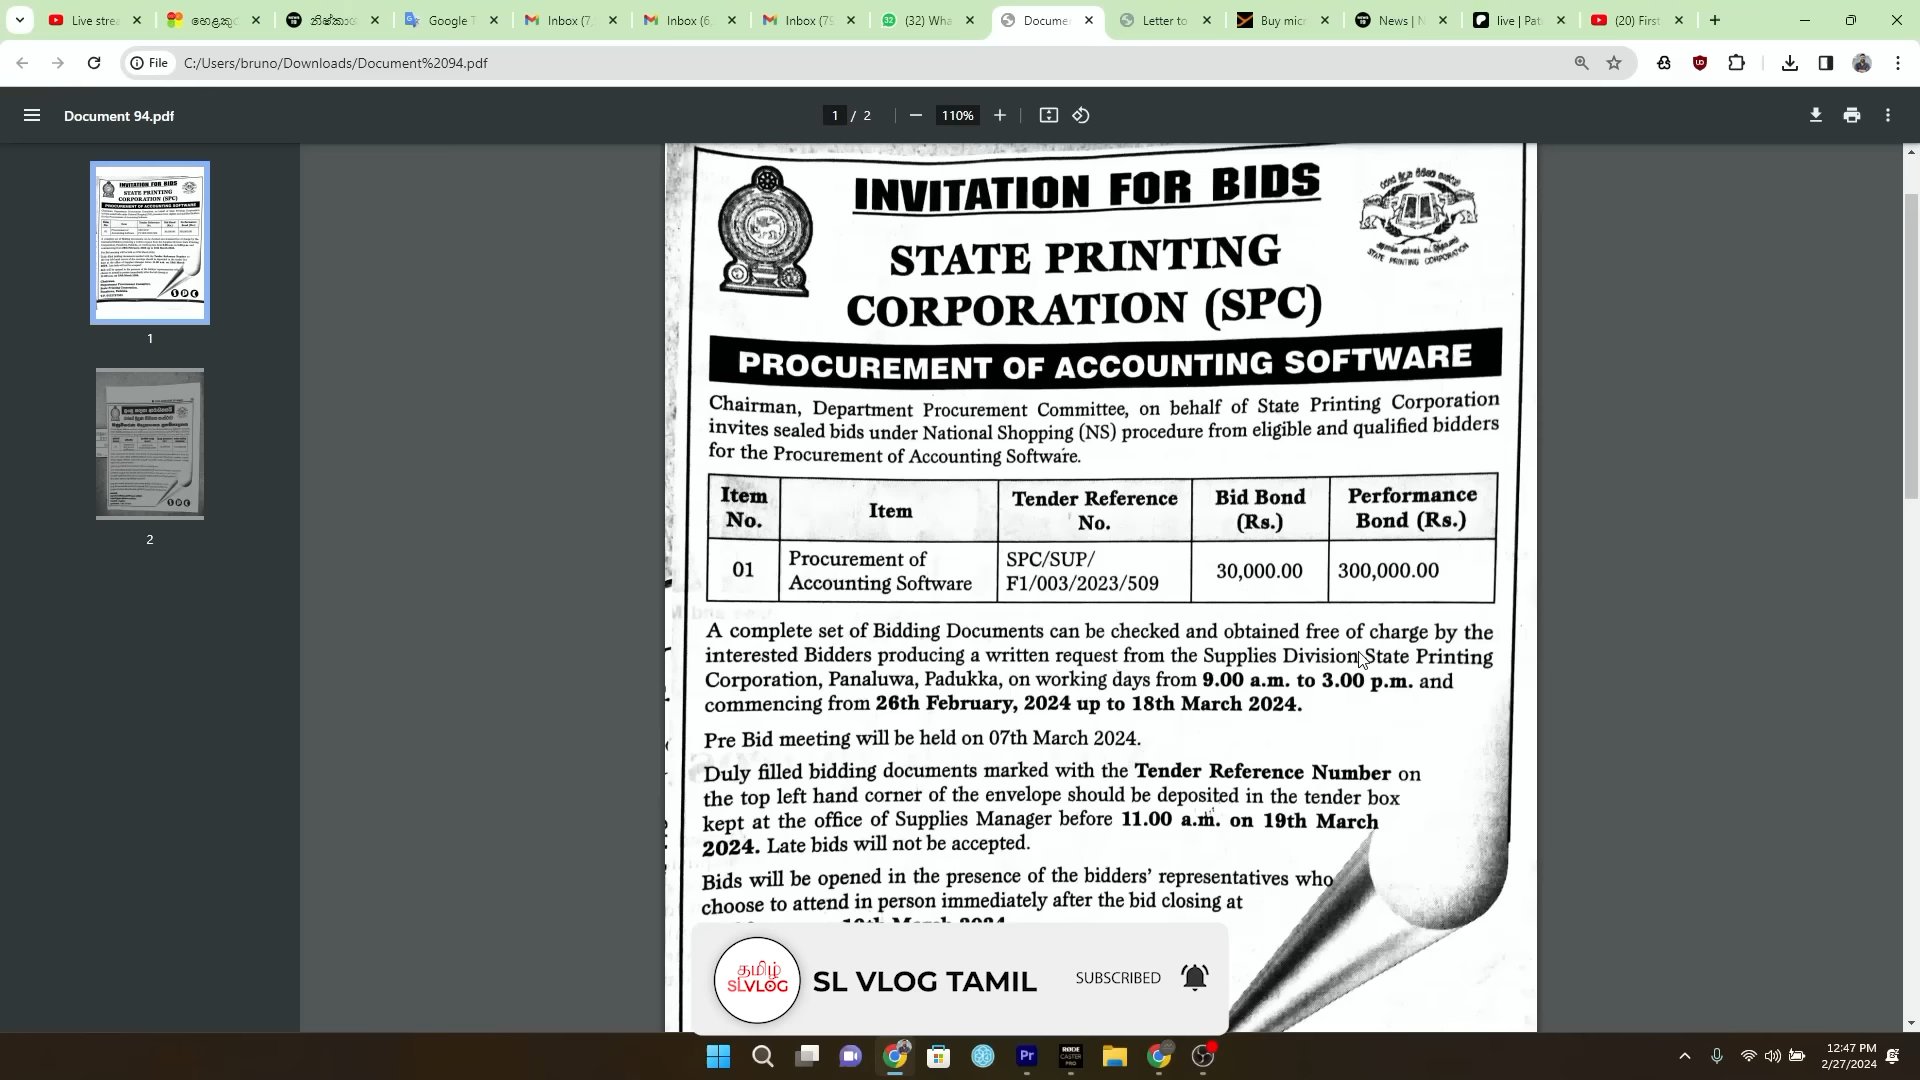 Live strea
හෙළකුර
නිෂ්කාශ
Google T
Inbox (7,
Inbox (6,
Inbox (79
(32) Wha
Docume
Letter to
Buy micr
News | N
live | Pat
(20) First
File C:/Users/bruno/Downloads/Document%2094.pdf
Document 94.pdf
1 / 2
110%
1
2
INVITATION FOR BIDS
STATE PRINTING
CORPORATION (SPC)
STATE PRINTING CORPORATION
PROCUREMENT OF ACCOUNTING SOFTWARE
Chairman, Department Procurement Committee, on behalf of State Printing Corporation
invites sealed bids under National Shopping (NS) procedure from eligible and qualified bidders
for the Procurement of Accounting Software.
Item No. Item Tender Reference No. Bid Bond (Rs.) Performance Bond (Rs.)
01 Procurement of Accounting Software SPC/SUP/ F1/003/2023/509 30,000.00 300,000.00
A complete set of Bidding Documents can be checked and obtained free of charge by the
interested Bidders producing a written request from the Supplies Division State Printing
Corporation, Panaluwa, Padukka, on working days from 9.00 a.m. to 3.00 p.m. and
commencing from 26th February, 2024 up to 18th March 2024.
Pre Bid meeting will be held on 07th March 2024.
Duly filled bidding documents marked with the Tender Reference Number on
the top left hand corner of the envelope should be deposited in the tender box
kept at the office of Supplies Manager before 11.00 a.m. on 19th March
2024. Late bids will not be accepted.
Bids will be opened in the presence of the bidders' representatives who
choose to attend in person immediately after the bid closing at
19th March 2024
தமிழ்
SLVLOG
SL VLOG TAMIL
SUBSCRIBED
12:47 PM
2/27/2024